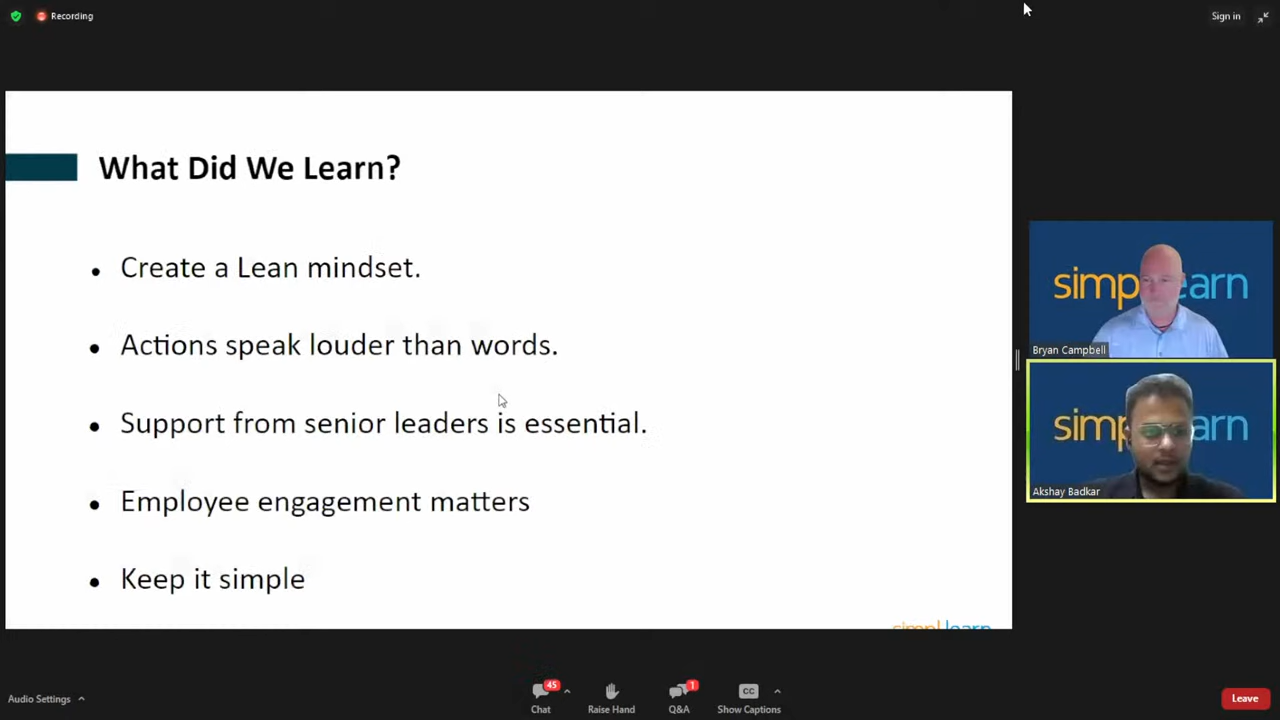 Recording
Sign in
What Did We Learn?
• Create a Lean mindset.
• Actions speak louder than words.
• Support from senior leaders is essential.
• Employee engagement matters
• Keep it simple
simplilearn
Bryan Campbell
Akshay Badkar
Audio Settings
45
Chat
Raise Hand
1
Q&A
CC
Show Captions
Leave